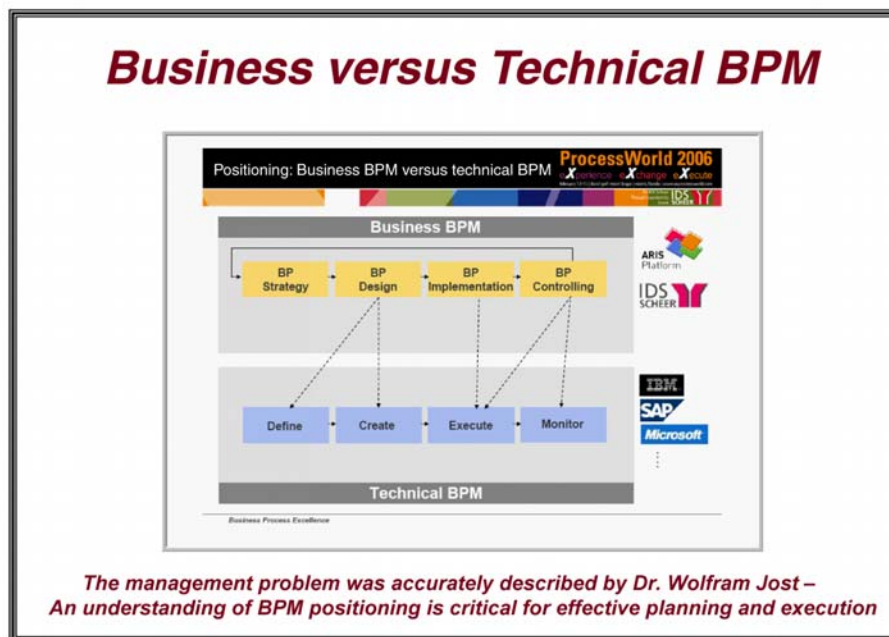 Business versus Technical BPM
Positioning: Business BPM versus technical BPM
ProcessWorld 2006
eXperience eXchange eXecute
IDS
SCHEER
Business BPM
BP
Strategy
BP
Design
BP
Implementation
BP
Controlling
ARIS
Platform
IDS
SCHEER
Define
Create
Execute
Monitor
IBM
SAP
Microsoft
Technical BPM
Business Process Excellence
The management problem was accurately described by Dr. Wolfram Jost –
An understanding of BPM positioning is critical for effective planning and execution